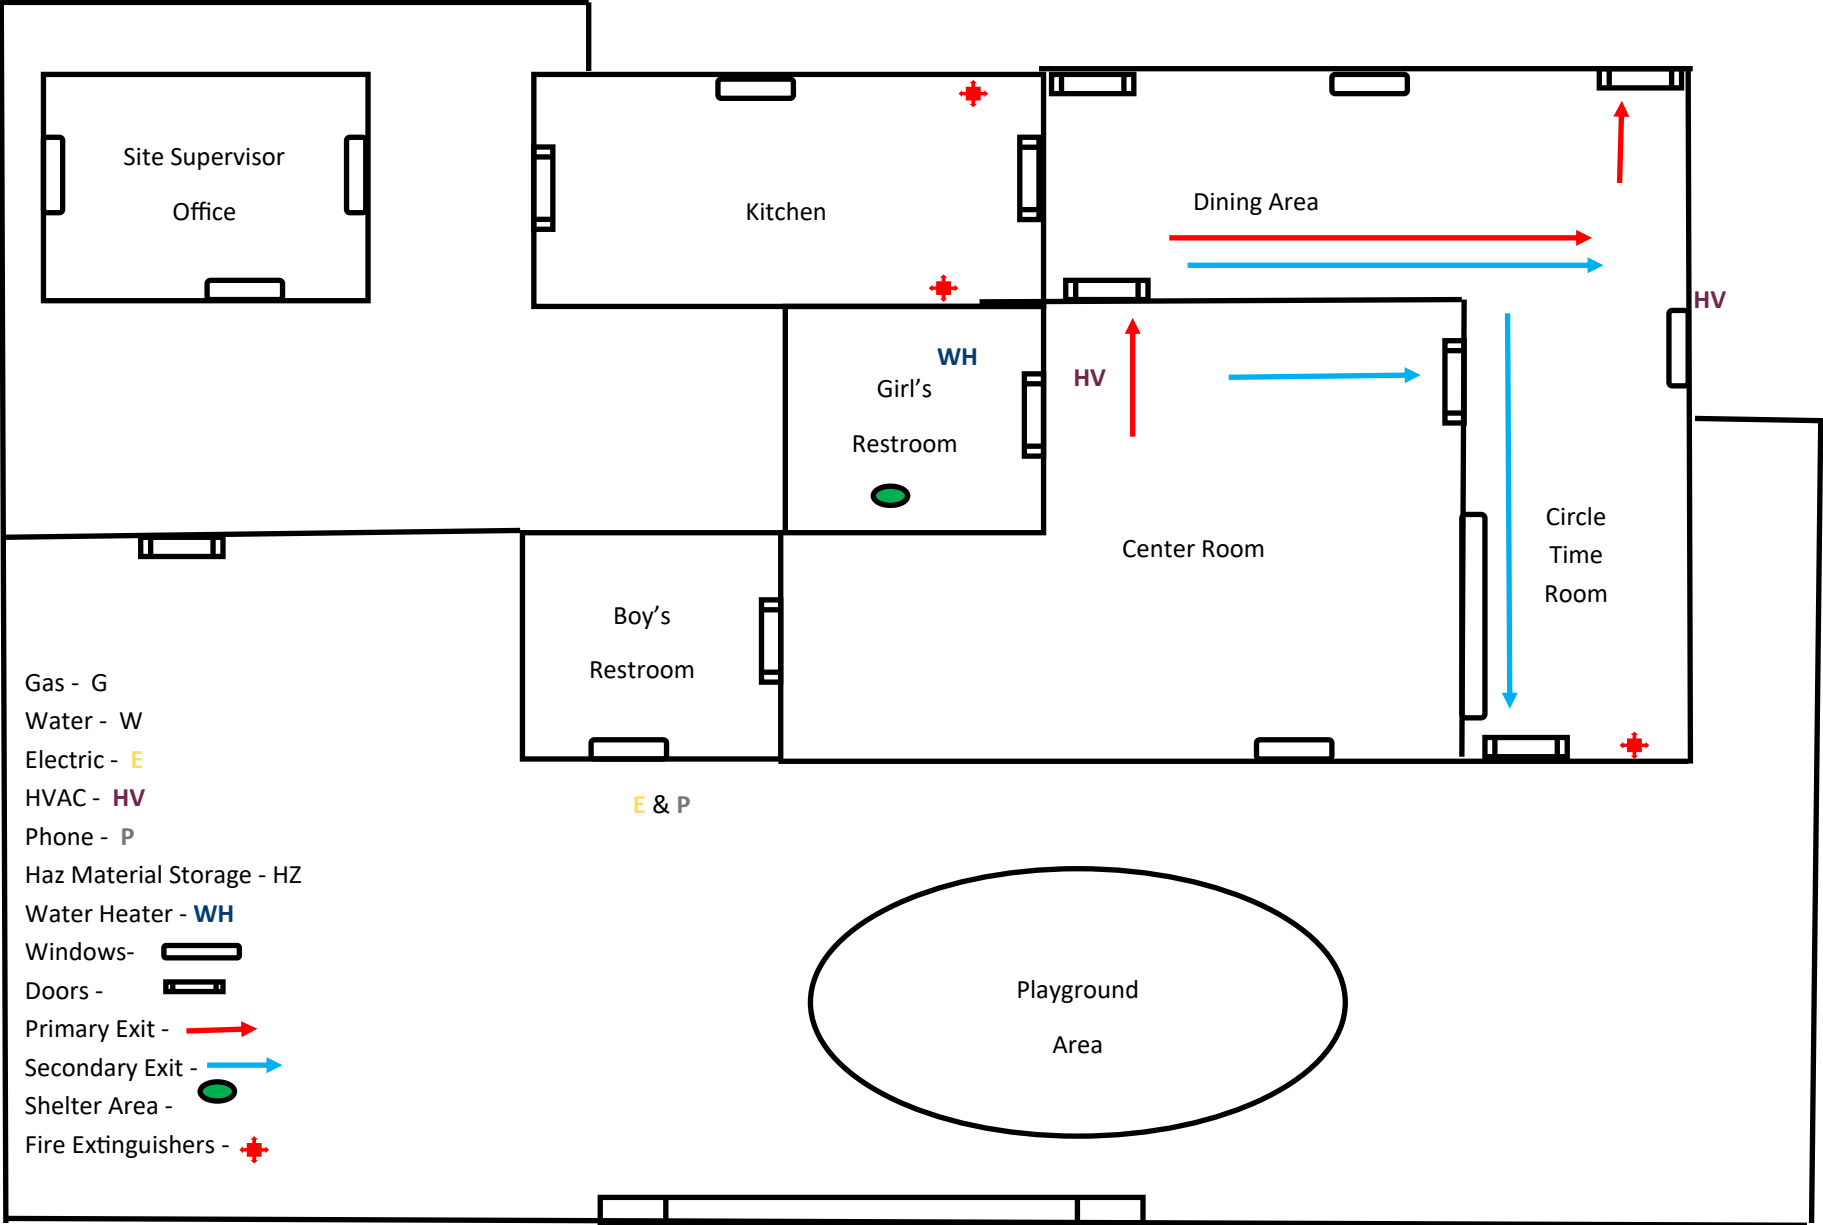 Site Supervisor
Office
Kitchen
Dining Area
HV
WH
Girl’s
Restroom
HV
Center Room
Circle
Time
Room
Boy’s
Restroom
Gas - G
Water - W
Electric - E
HVAC - HV
Phone - P
Haz Material Storage - HZ
Water Heater - WH
Windows-
Doors -
Primary Exit -
Secondary Exit -
Shelter Area -
Fire Extinguishers -
E & P
Playground
Area